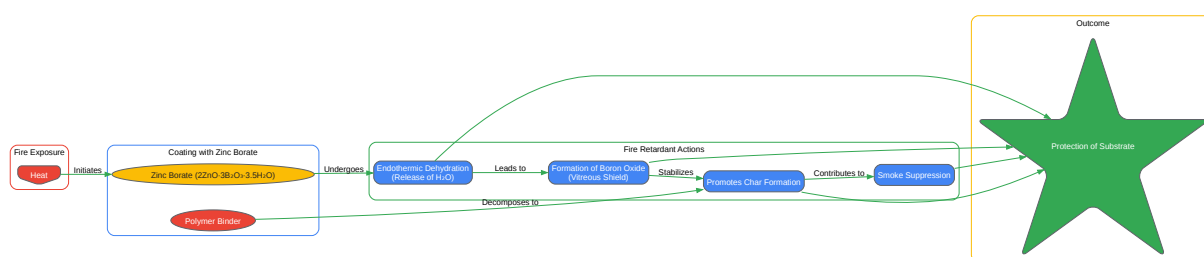 Outcome
Fire Exposure
Heat
Initiates
Coating with Zinc Borate
Zinc Borate (2ZnO·3B₂O₃·3.5H₂O)
Polymer Binder
Undergoes
Decomposes to
Fire Retardant Actions
Endothermic Dehydration
(Release of H₂O)
Leads to
Formation of Boron Oxide
(Vitreous Shield)
Stabilizes
Promotes Char Formation
Contributes to
Smoke Suppression
Protection of Substrate